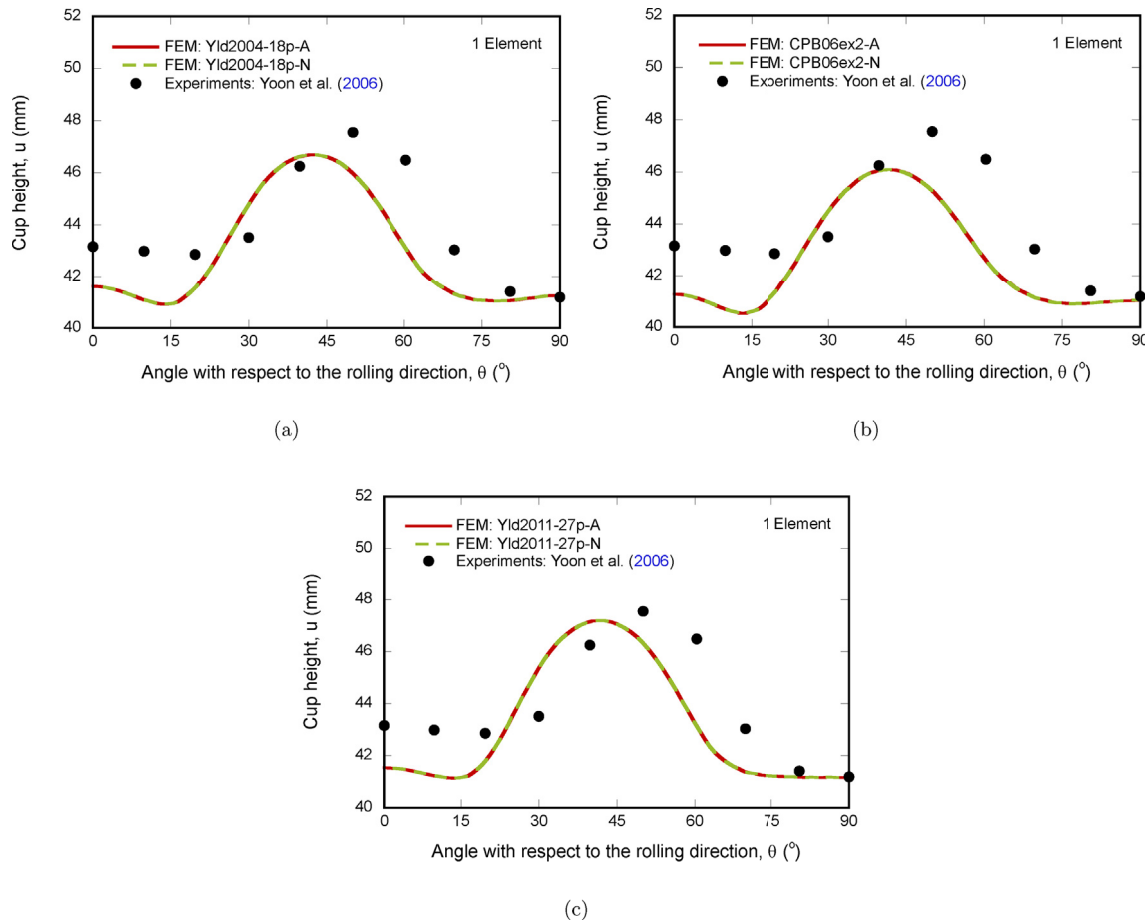 52
50
48
46
44
42
40
Cup height, u (mm)
FEM: Yld2004-18p-A
FEM: Yld2004-18p-N
Experiments: Yoon et al. (2006)
1 Element
0 15 30 45 60 75 90
Angle with respect to the rolling direction, θ (°)
(a)
52
50
48
46
44
42
40
Cup height, u (mm)
FEM: CPB06ex2-A
FEM: CPB06ex2-N
Experiments: Yoon et al. (2006)
1 Element
0 15 30 45 60 75 90
Angle with respect to the rolling direction, θ (°)
(b)
52
50
48
46
44
42
40
Cup height, u (mm)
FEM: Yld2011-27p-A
FEM: Yld2011-27p-N
Experiments: Yoon et al. (2006)
1 Element
0 15 30 45 60 75 90
Angle with respect to the rolling direction, θ (°)
(c)